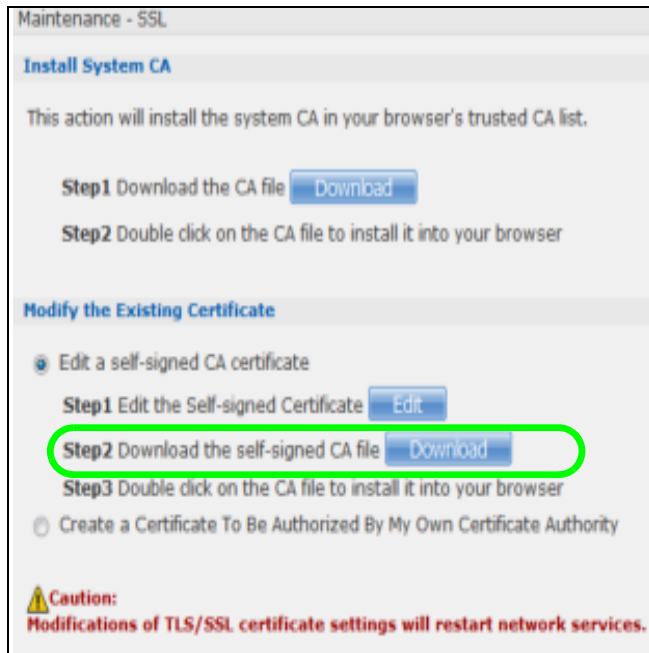 Maintenance - SSL
Install System CA
This action will install the system CA in your browser's trusted CA list.
Step1 Download the CA file Download
Step2 Double click on the CA file to install it into your browser
Modify the Existing Certificate
Edit a self-signed CA certificate
Step1 Edit the Self-signed Certificate Edit
Step2 Download the self-signed CA file Download
Step3 Double click on the CA file to install it into your browser
Create a Certificate To Be Authorized By My Own Certificate Authority
Caution:
Modifications of TLS/SSL certificate settings will restart network services.